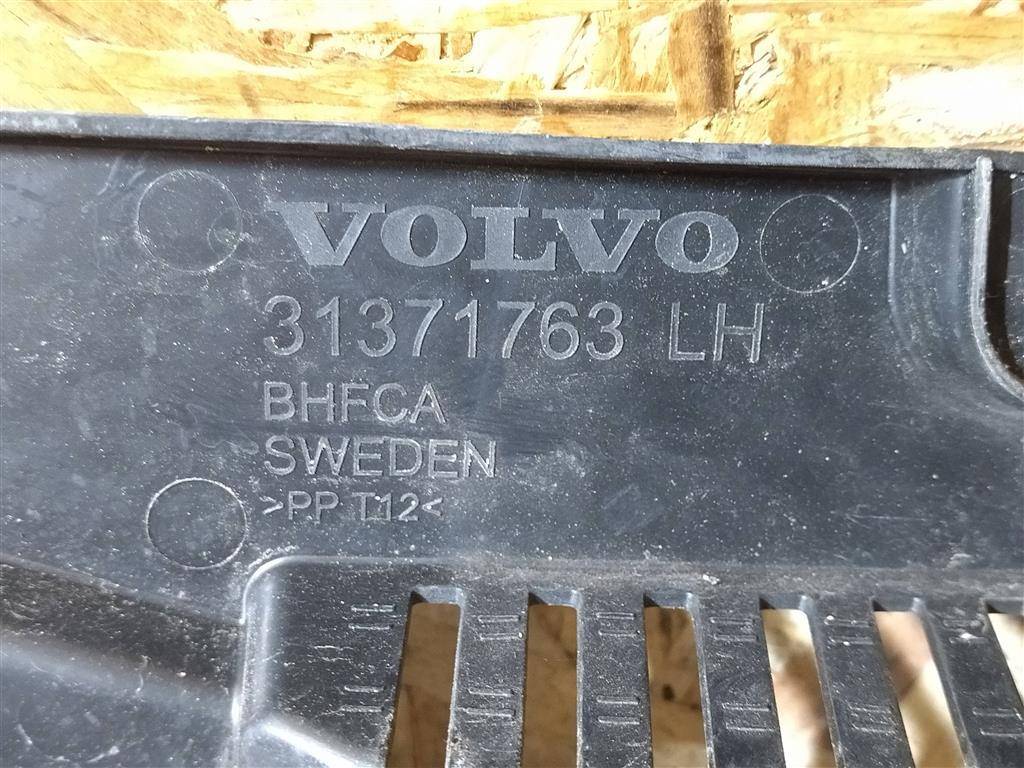 VOLVO
31371763 LH
BHFCA
SWEDEN
>PP T12<